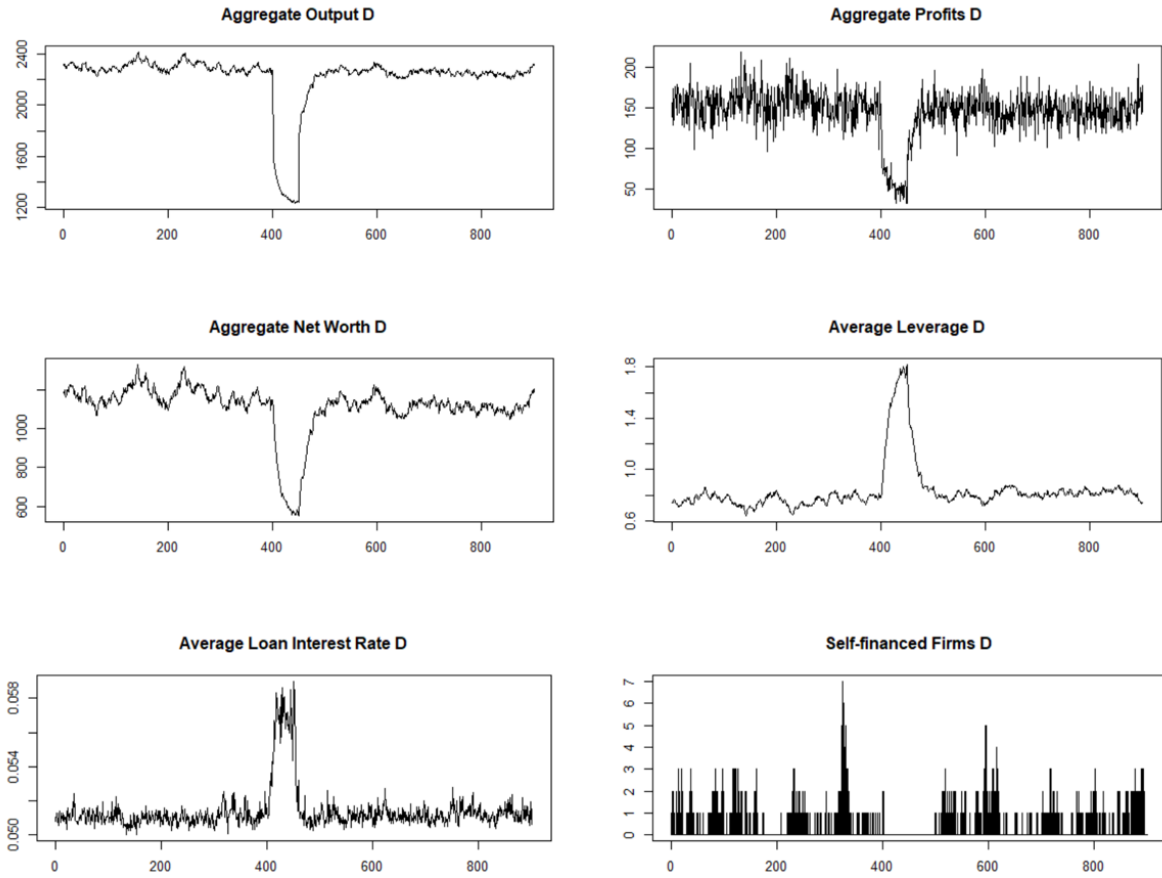 Aggregate Output D
2400
2000
1600
1200
0 200 400 600 800
Aggregate Profits D
200
150
100
50
0 200 400 600 800
Aggregate Net Worth D
1000
800
600
0 200 400 600 800
Average Leverage D
1.8
1.4
1.0
0.6
0 200 400 600 800
Average Loan Interest Rate D
0.058
0.054
0.050
0 200 400 600 800
Self-financed Firms D
7
6
5
4
3
2
1
0
0 200 400 600 800